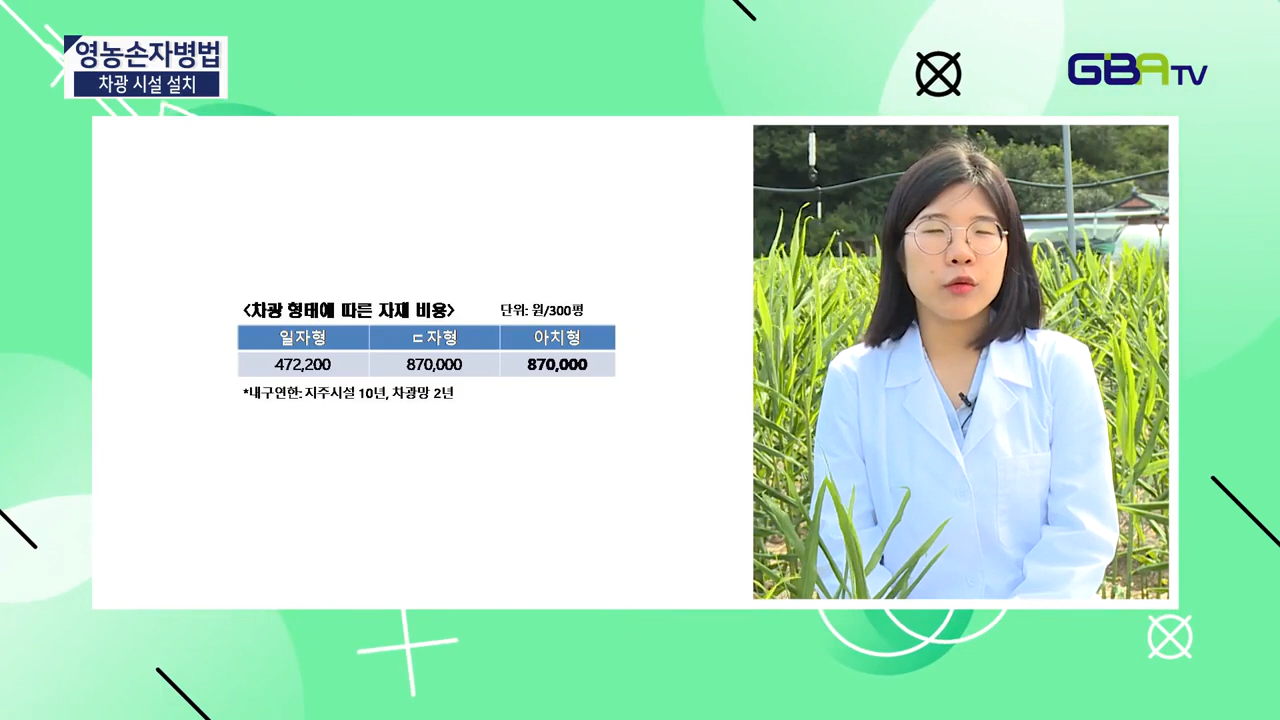 영농손자병법
차광 시설 설치
GBA TV
<차광 형태에 따른 자재 비용>
단위: 원/300평
일자형 ㄷ자형 아치형
472,200 870,000 870,000
*내구연한: 지주시설 10년, 차광망 2년